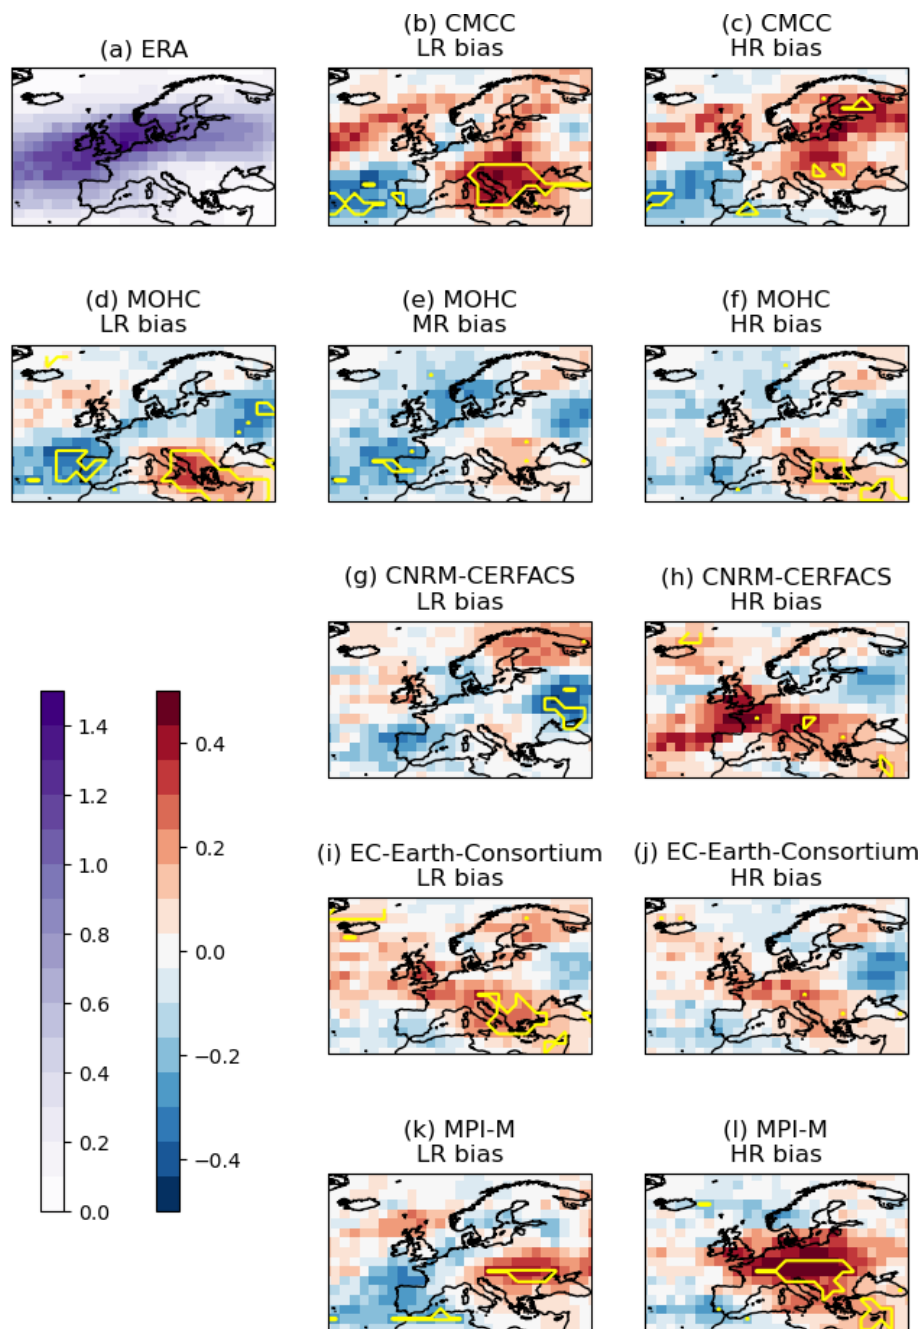 (a) ERA
(b) CMCC
LR bias
(c) CMCC
HR bias
(d) MOHC
LR bias
(e) MOHC
MR bias
(f) MOHC
HR bias
(g) CNRM-CERFACS
LR bias
(h) CNRM-CERFACS
HR bias
1.4
1.2
1.0
0.8
0.6
0.4
0.2
0.0
0.4
0.2
0.0
−0.2
−0.4
(i) EC-Earth-Consortium
LR bias
(j) EC-Earth-Consortium
HR bias
(k) MPI-M
LR bias
(l) MPI-M
HR bias